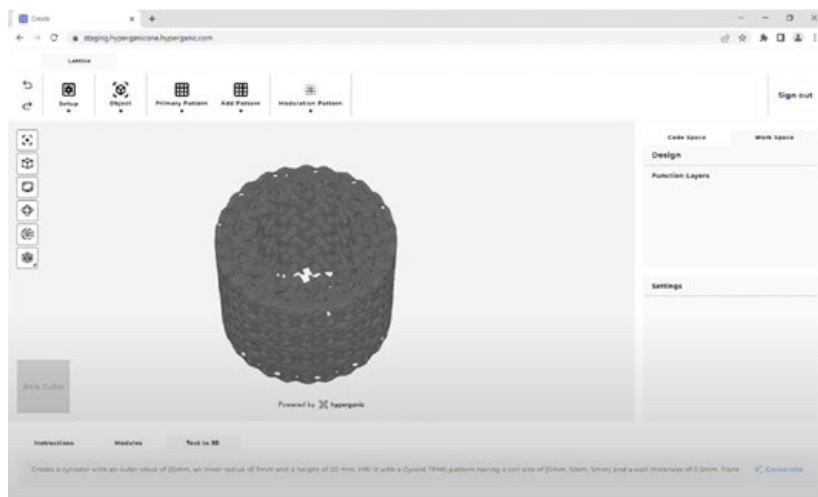 Create
staging.hyperganicone.hyperganic.com
Lattice
Setup
Object
Primary Pattern
Add Pattern
Modulation Pattern
Sign out
Code Space
Work Space
Design
Function Layers
Settings
Axis Cube
Powered by hyperganic
Instructions
Modules
Text to 3D
Create a cylinder with an outer of 25mm, an inner radius of and a height of 20 mm. Infill it with a Gyroid TPMS pattern having a cell size of [5mm, 5mm, 5mm] and a wall thickness of 0.5mm. Trans
Generate